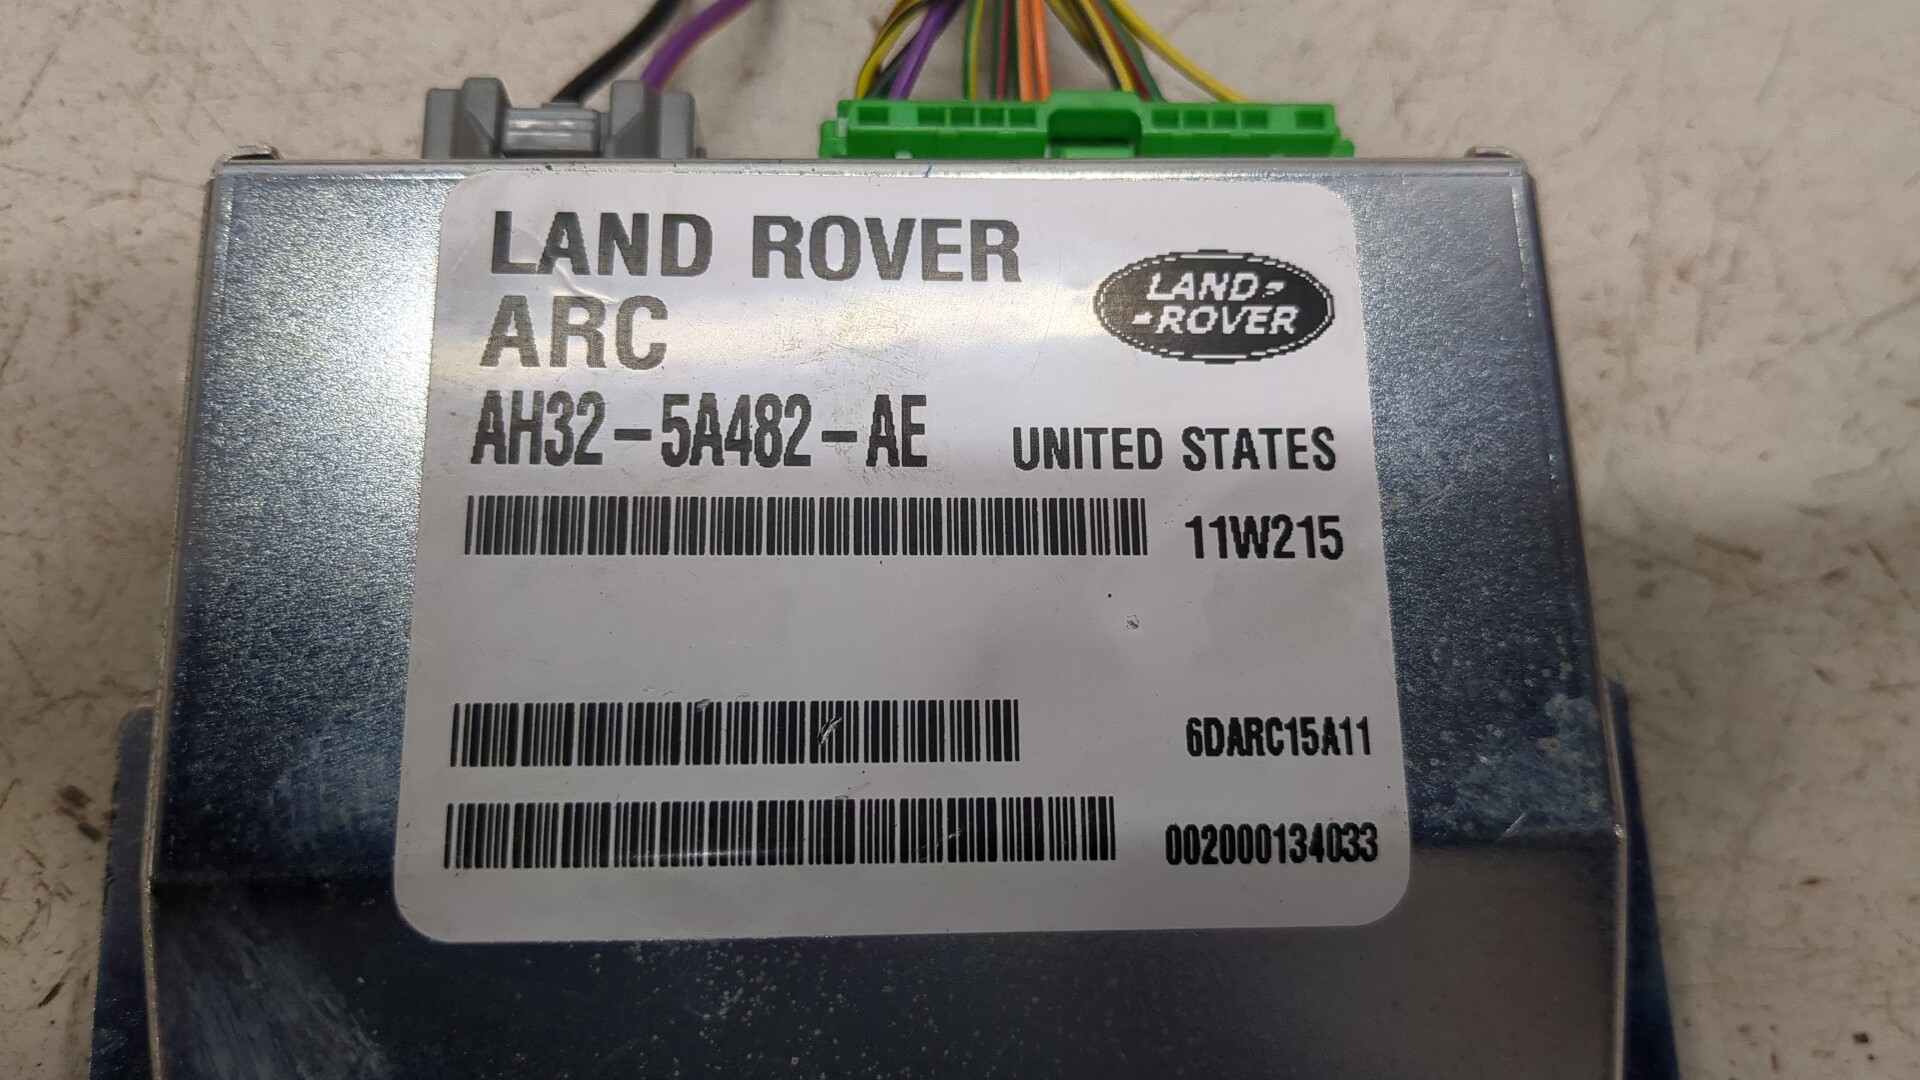 LAND ROVER
ARC
LAND-
-ROVER
AH32-5A482-AE UNITED STATES
11W215
6DARC15A11
002000134033